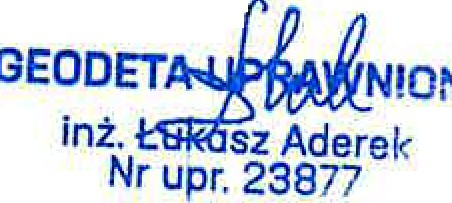 GEODETA UPRAWNION
inż. Łukasz Aderek
Nr upr. 23877